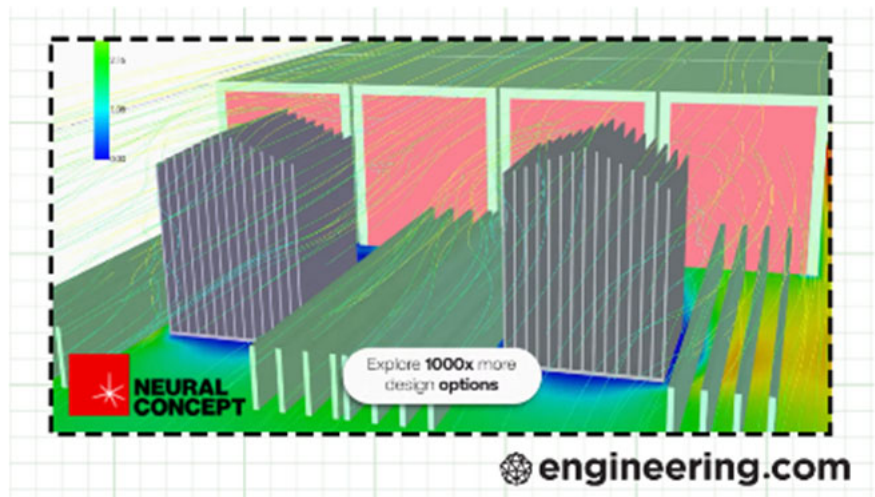 Explore 1000x more
design options
NEURAL
CONCEPT
engineering.com